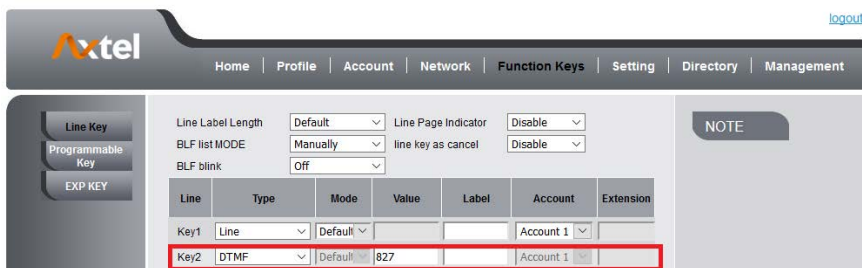 logout
Axtel
Home | Profile | Account | Network | Function Keys | Setting | Directory | Management
Line Key
Programmable Key
EXP KEY
Line Label Length Default Line Page Indicator Disable
BLF list MODE Manually line key as cancel Disable
BLF blink Off
NOTE
Line Type Mode Value Label Account Extension
Key1 Line Default Account 1
Key2 DTMF Default 827 Account 1